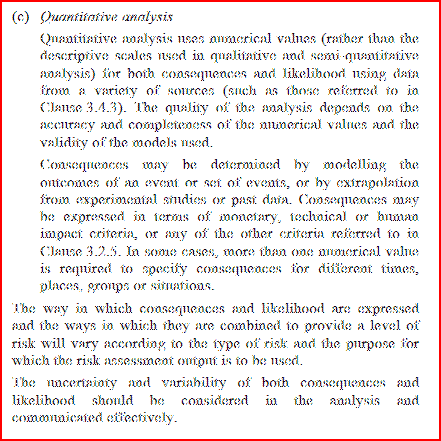 (c) Quantitative analysis
Quantitative analysis uses numerical values (rather than the
descriptive scales used in qualitative and semi-quantitative
analysis) for both consequences and likelihood using data
from a variety of sources (such as those referred to in
Clause 3.4.3). The quality of the analysis depends on the
accuracy and completeness of the numerical values and the
validity of the models used.
Consequences may be determined by modelling the
outcomes of an event or set of events, or by extrapolation
from experimental studies or past data. Consequences may
be expressed in terms of monetary, technical or human
impact criteria, or any of the other criteria referred to in
Clause 3.2.5. In some cases, more than one numerical value
is required to specify consequences for different times,
places, groups or situations.
The way in which consequences and likelihood are expressed
and the ways in which they are combined to provide a level of
risk will vary according to the type of risk and the purpose for
which the risk assessment output is to be used.
The uncertainty and variability of both consequences and
likelihood should be considered in the analysis and
communicated effectively.